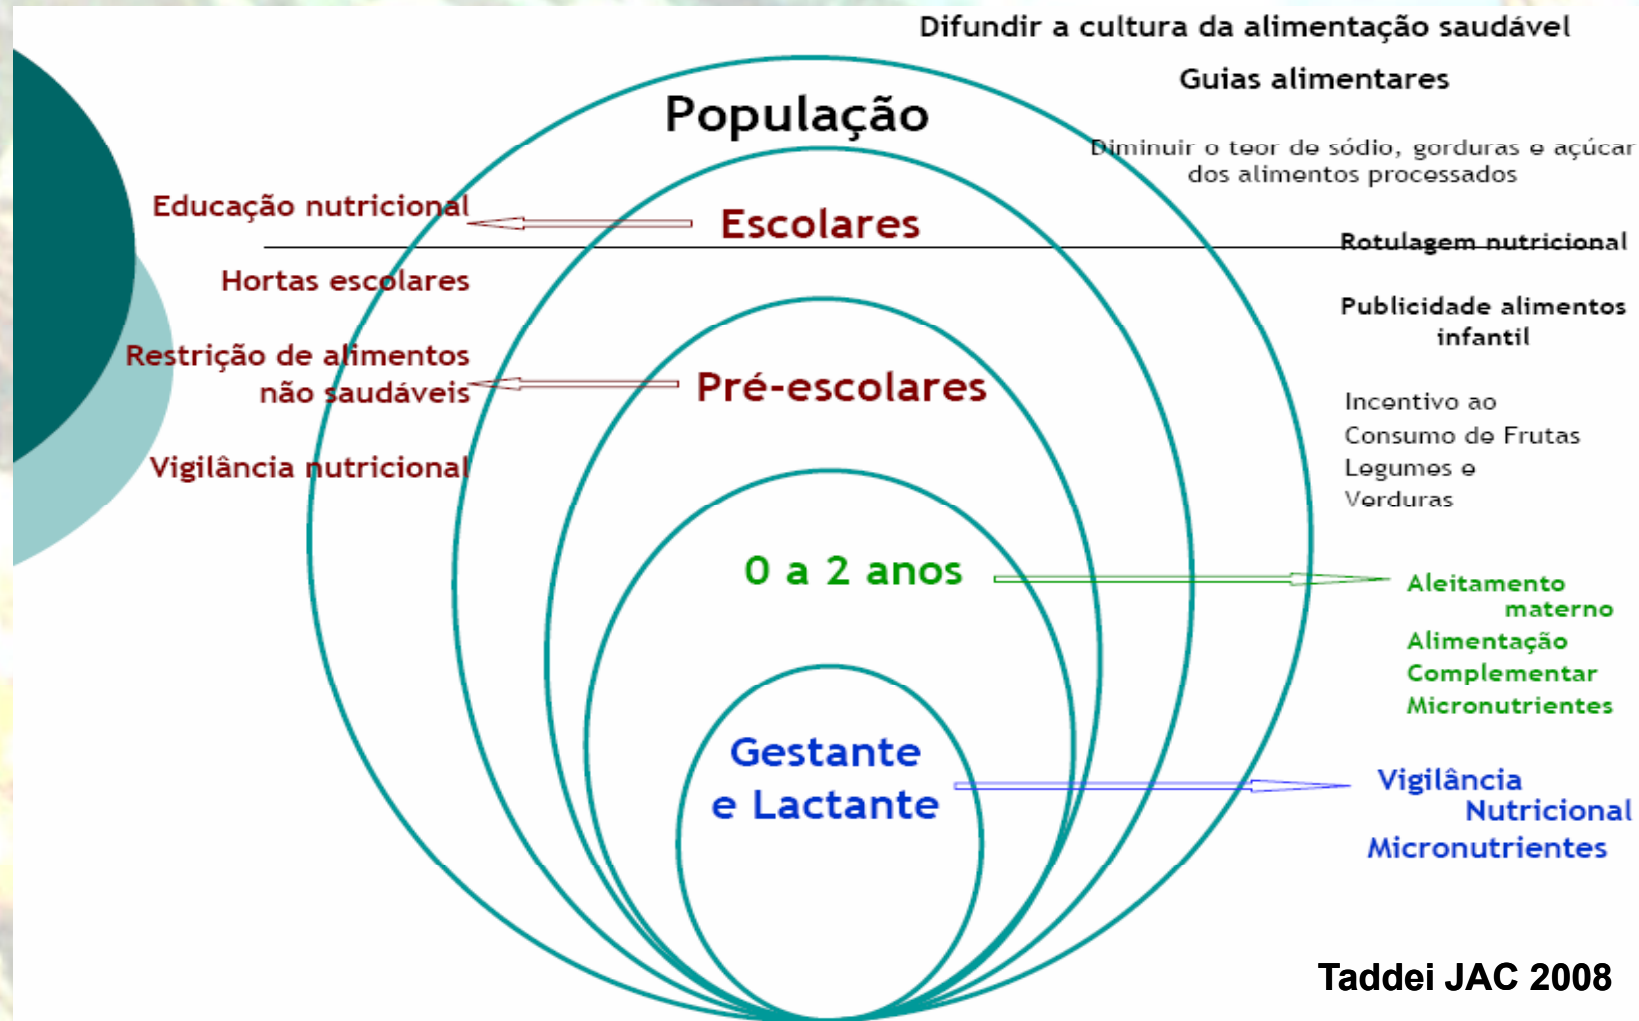 Difundir a cultura da alimentação saudável
Guias alimentares
População
Diminuir o teor de sódio, gorduras e açúcar
dos alimentos processados
Educação nutricional
Escolares
Rotulagem nutricional
Hortas escolares
Publicidade alimentos
infantil
Restrição de alimentos
não saudáveis
Pré-escolares
Incentivo ao
Consumo de Frutas
Legumes e
Verduras
Vigilância nutricional
0 a 2 anos
Aleitamento
materno
Alimentação
Complementar
Micronutrientes
Gestante
e Lactante
Vigilância
Nutricional
Micronutrientes
Taddei JAC 2008